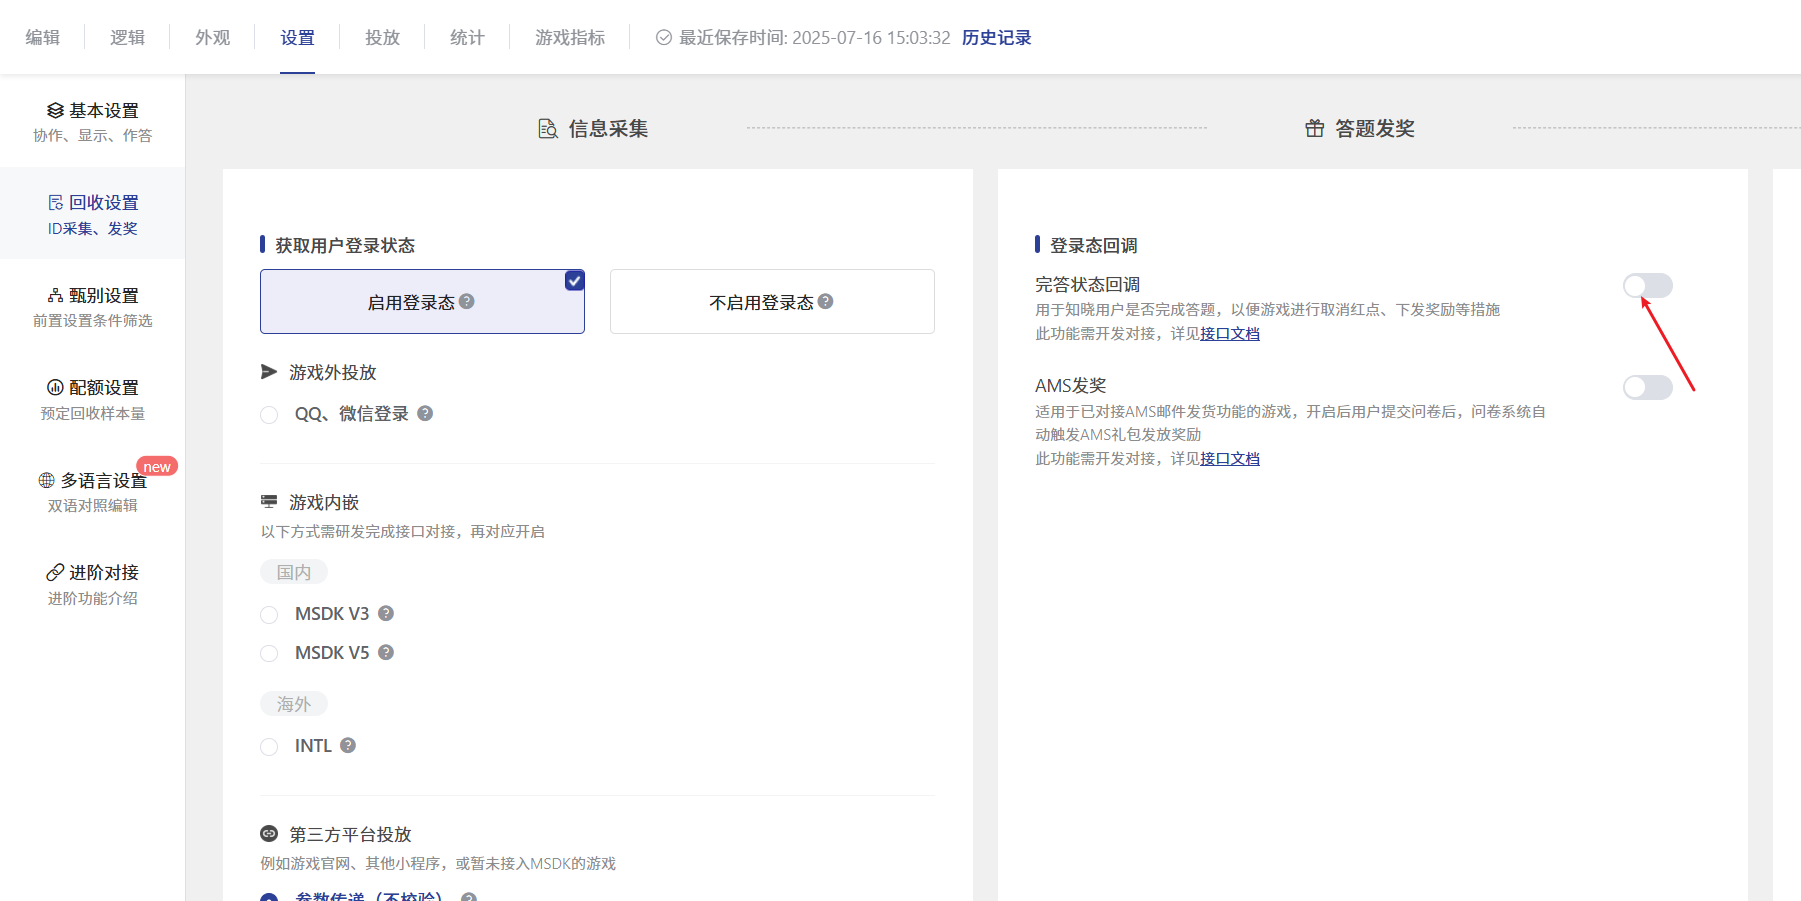 编辑
逻辑
外观
设置
投放
统计
游戏指标
最近保存时间: 2025-07-16 15:03:32 历史记录
基本设置
协作、显示、作答
回收设置
ID采集、发奖
甄别设置
前置设置条件筛选
配额设置
预定回收样本量
new
多语言设置
双语对照编辑
进阶对接
进阶功能介绍
信息采集
答题发奖
获取用户登录状态
启用登录态 ?
不启用登录态 ?
游戏外投放
QQ、微信登录 ?
游戏内嵌
以下方式需研发完成接口对接，再对应开启
国内
MSDK V3 ?
MSDK V5 ?
海外
INTL ?
第三方平台投放
例如游戏官网、其他小程序，或暂未接入MSDK的游戏
参数传递（不校验） ?
登录态回调
完答状态回调
用于知晓用户是否完成答题，以便游戏进行取消红点、下发奖励等措施
此功能需开发对接，详见接口文档
AMS发奖
适用于已对接AMS邮件发货功能的游戏，开启后用户提交问卷后，问卷系统自
动触发AMS礼包发放奖励
此功能需开发对接，详见接口文档